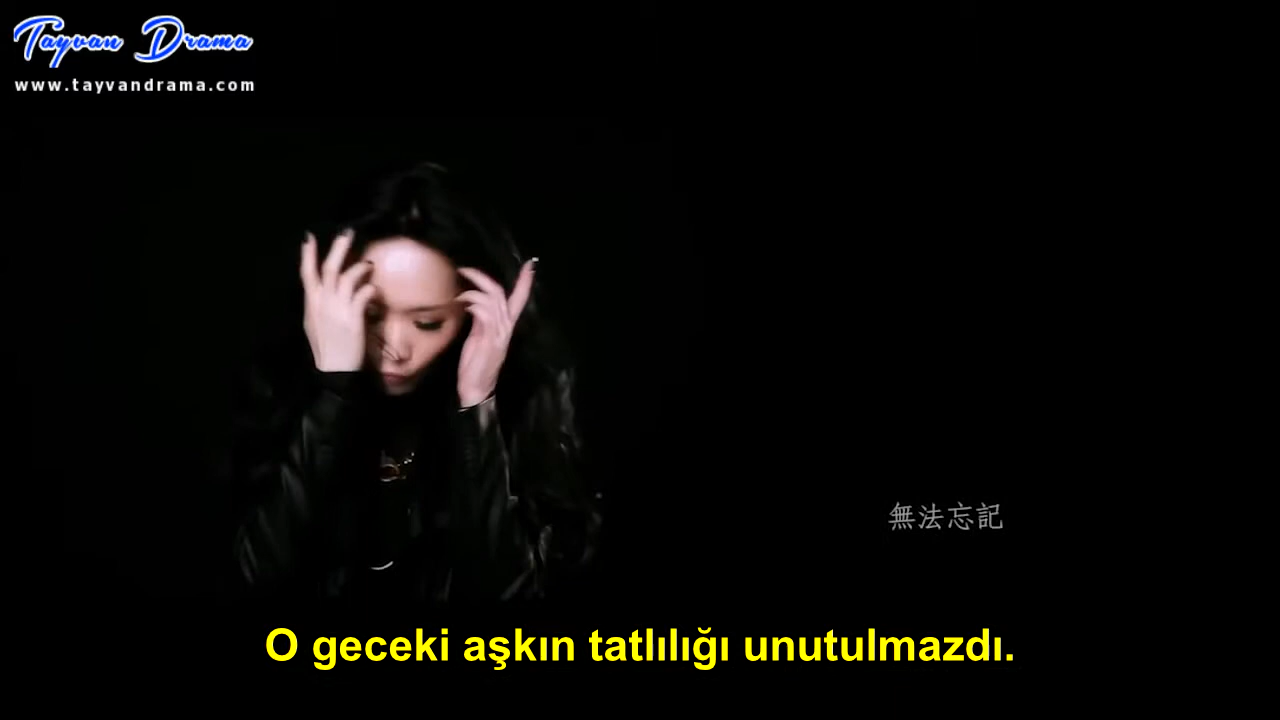 Tayvan Drama
www.tayvandrama.com
無法忘記
O geceki aşkın tatlılığı unutulmazdı.